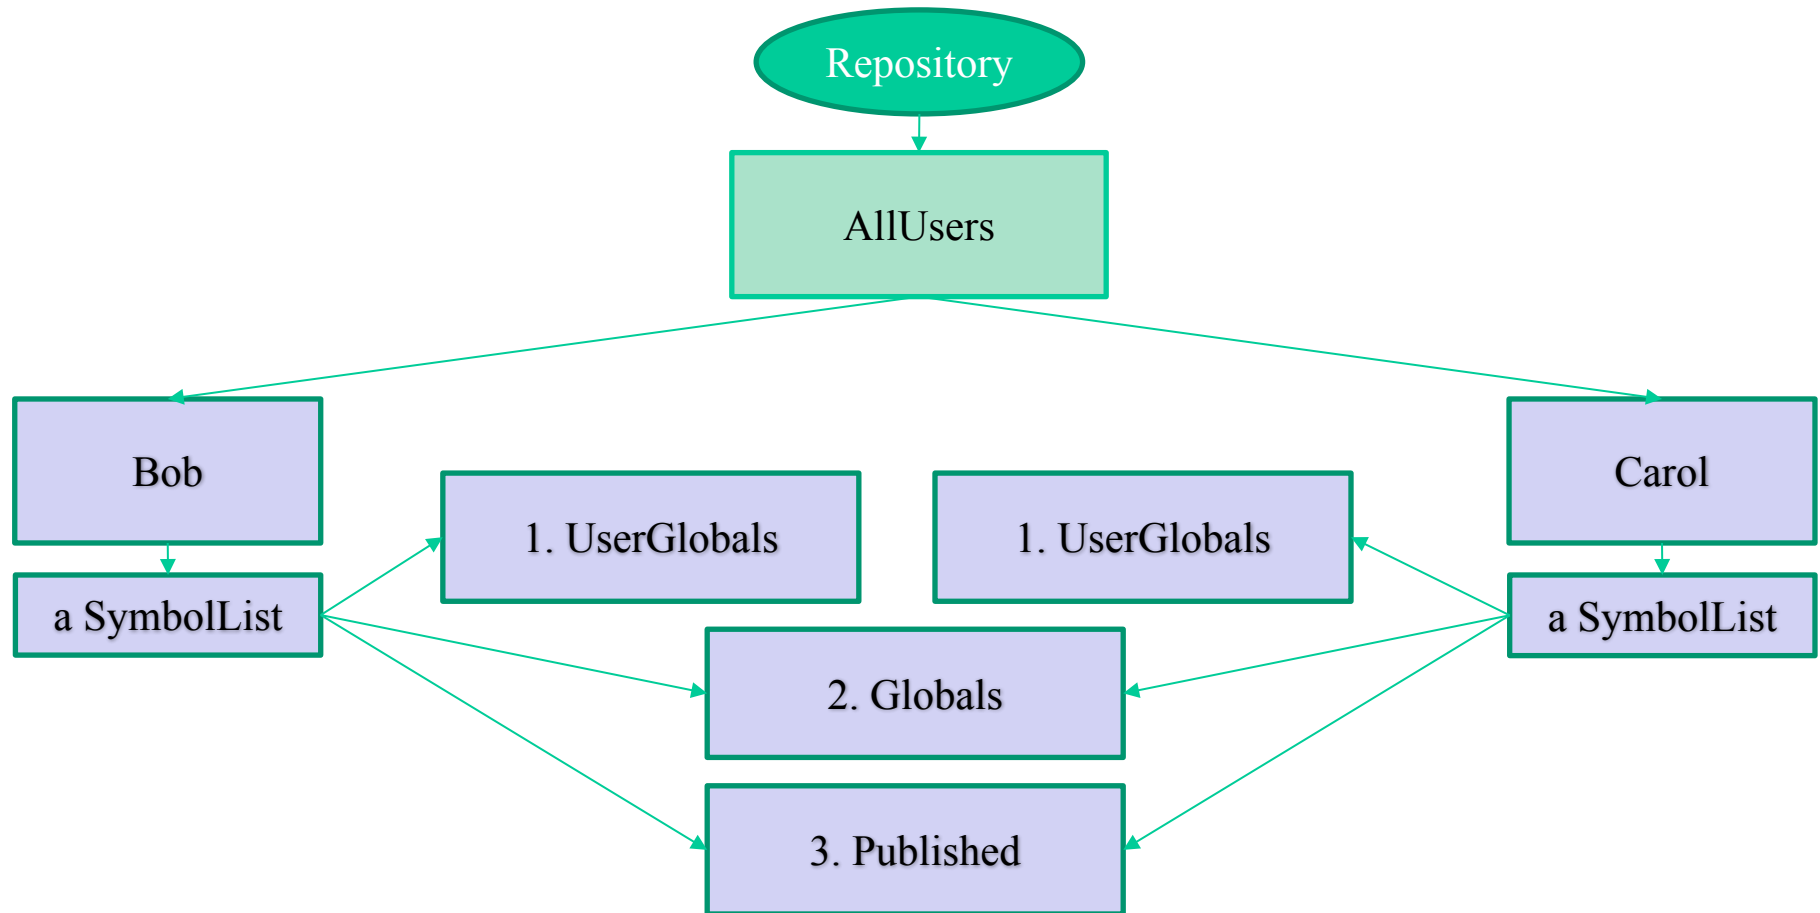 Repository
AllUsers
Bob
Carol
1. UserGlobals
1. UserGlobals
a SymbolList
a SymbolList
2. Globals
3. Published